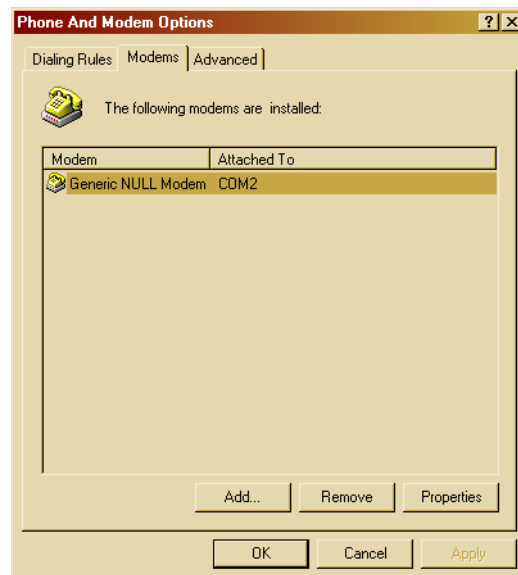 Phone And Modem Options
Dialing Rules Modems Advanced
The following modems are installed:
Modem Attached To
Generic NULL Modem COM2
Add... Remove Properties
OK Cancel Apply